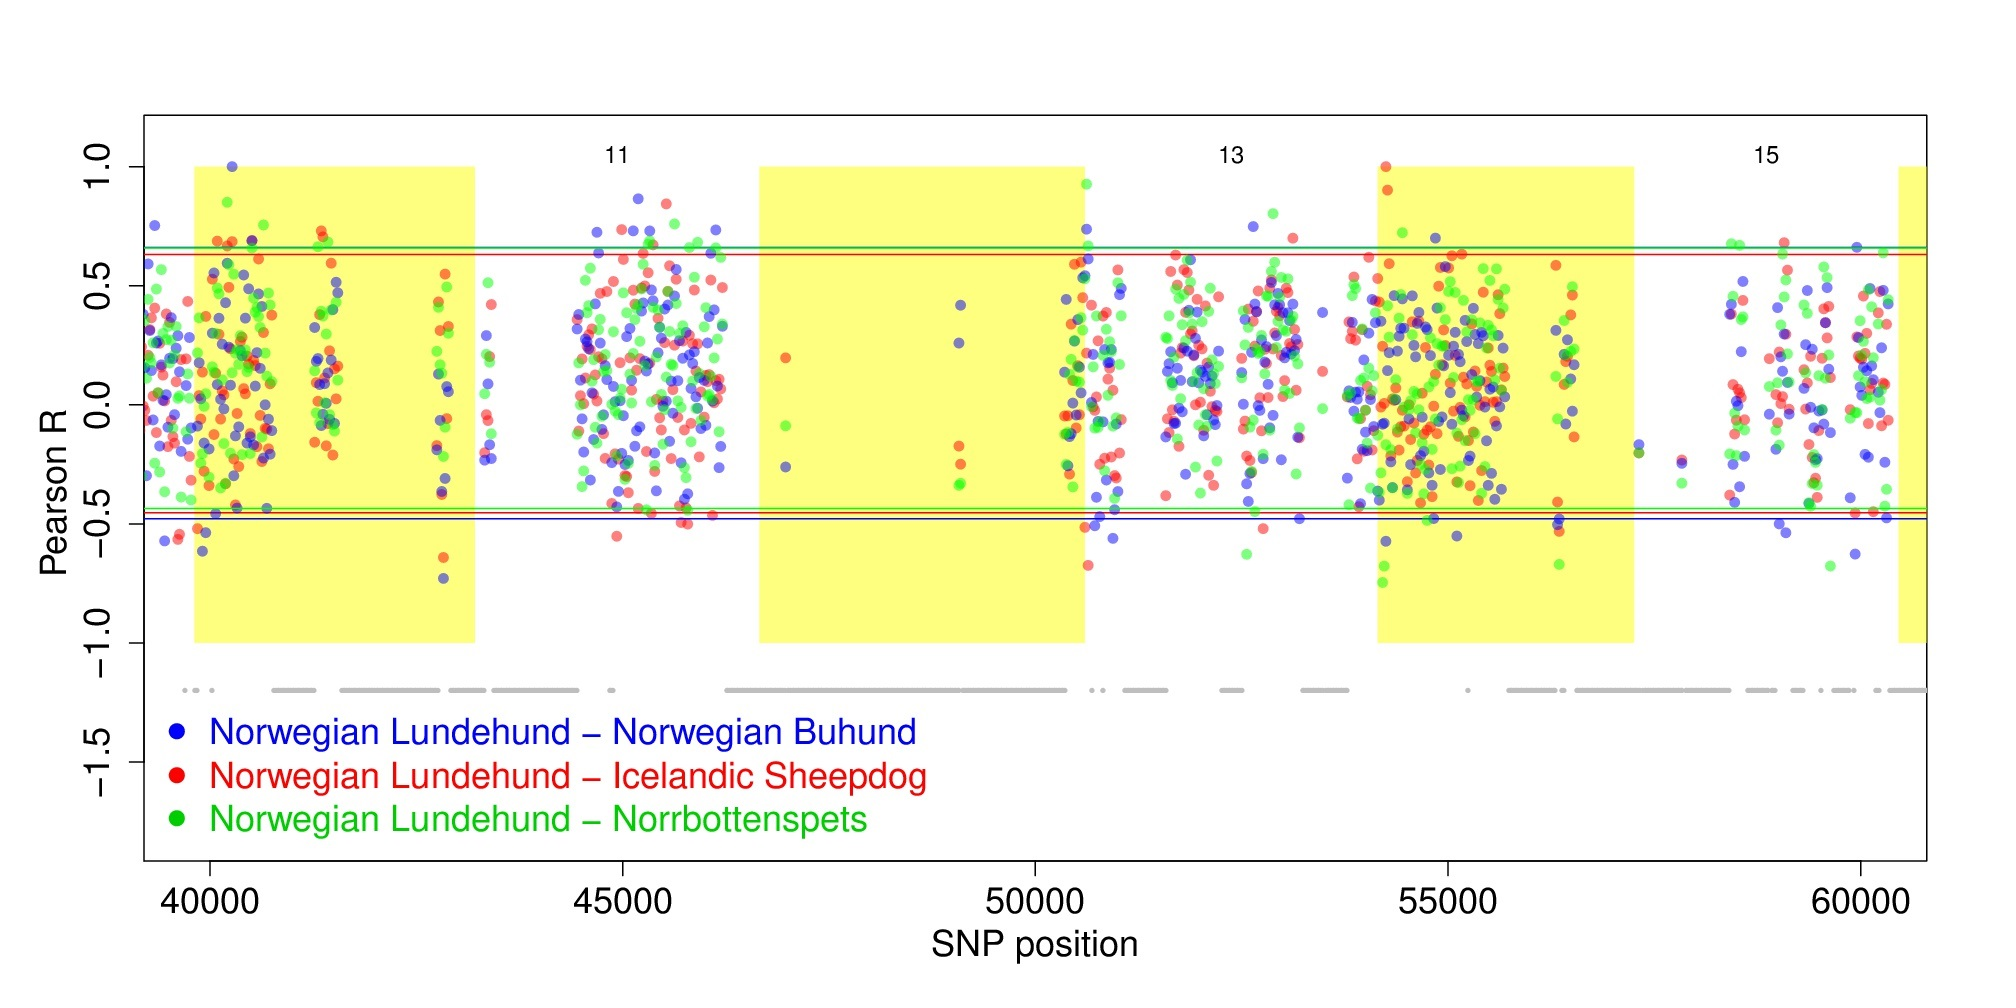 11 13 15
1.0
0.5
0.0
−0.5
−1.0
−1.5
Pearson R
Norwegian Lundehund − Norwegian Buhund
Norwegian Lundehund − Icelandic Sheepdog
Norwegian Lundehund − Norrbottenspets
40000 45000 50000 55000 60000
SNP position